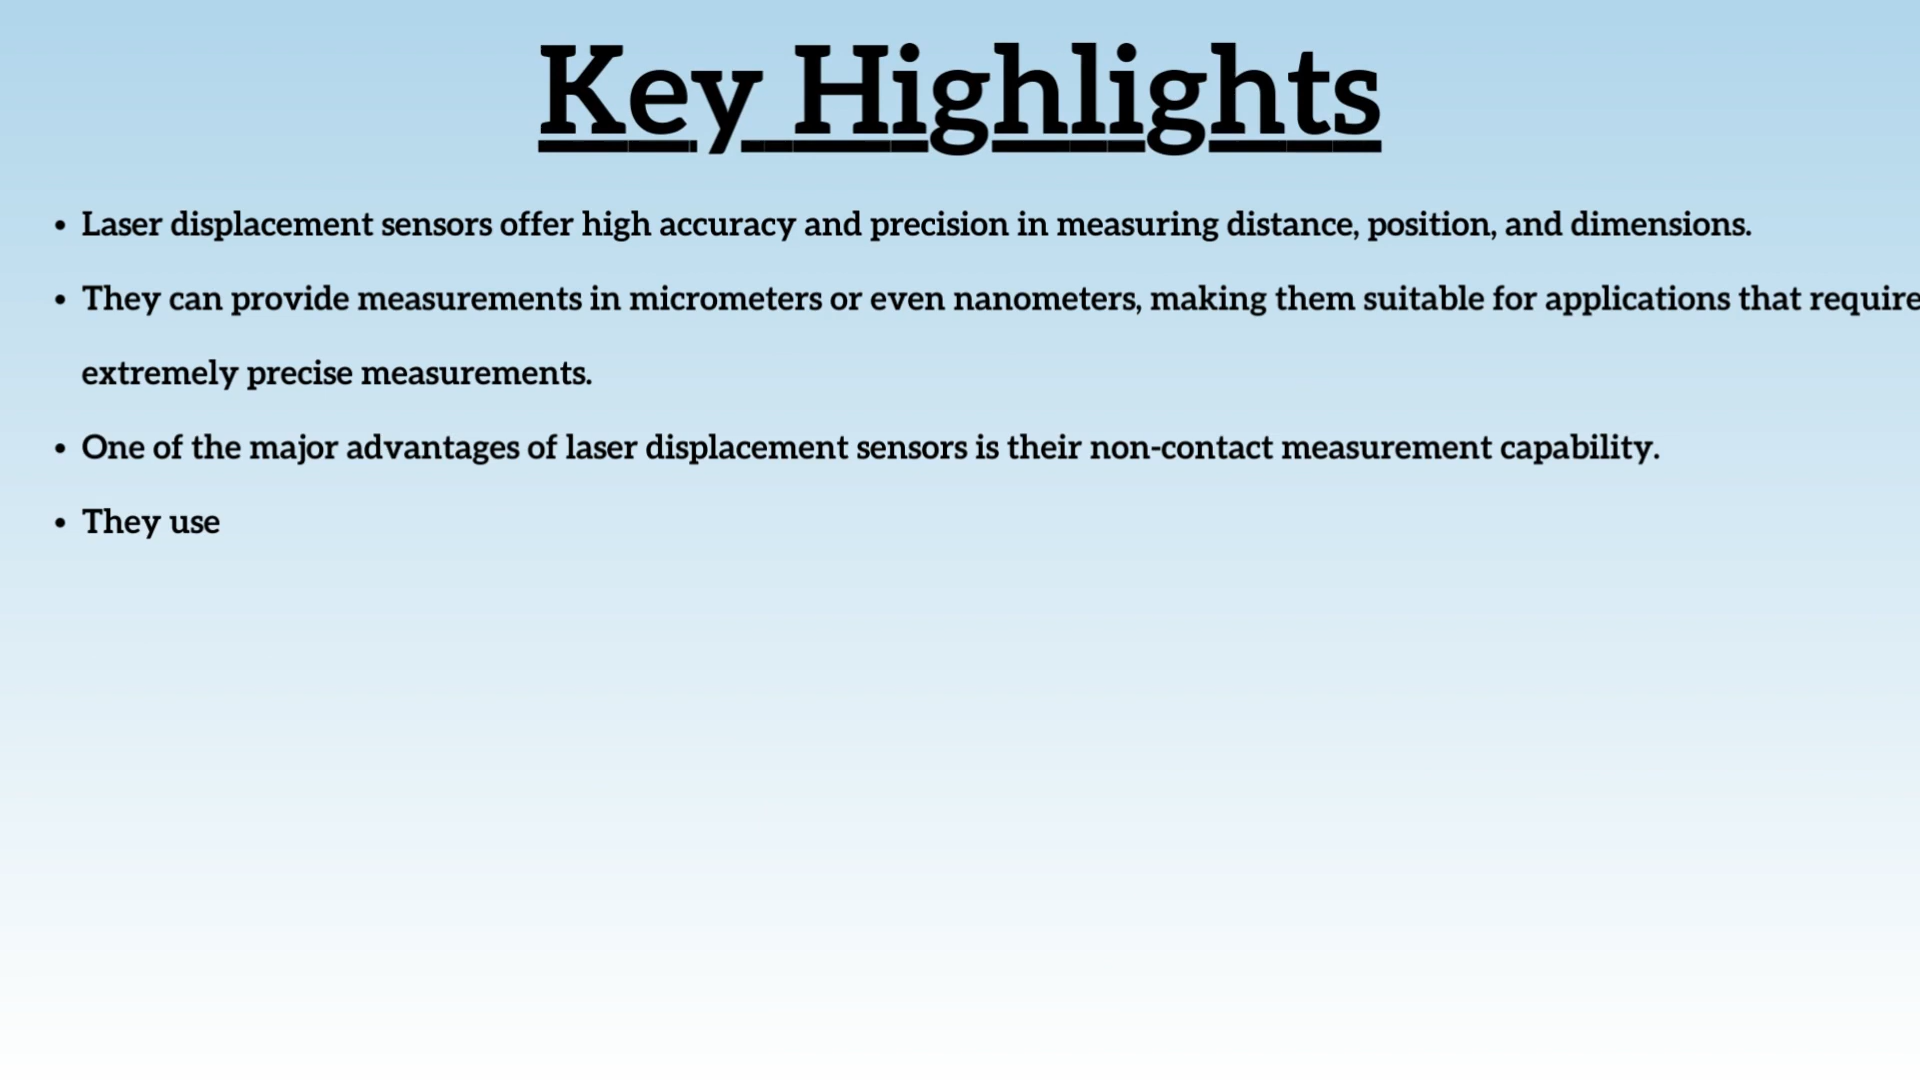 Key Highlights
• Laser displacement sensors offer high accuracy and precision in measuring distance, position, and dimensions.
• They can provide measurements in micrometers or even nanometers, making them suitable for applications that require
extremely precise measurements.
• One of the major advantages of laser displacement sensors is their non-contact measurement capability.
• They use